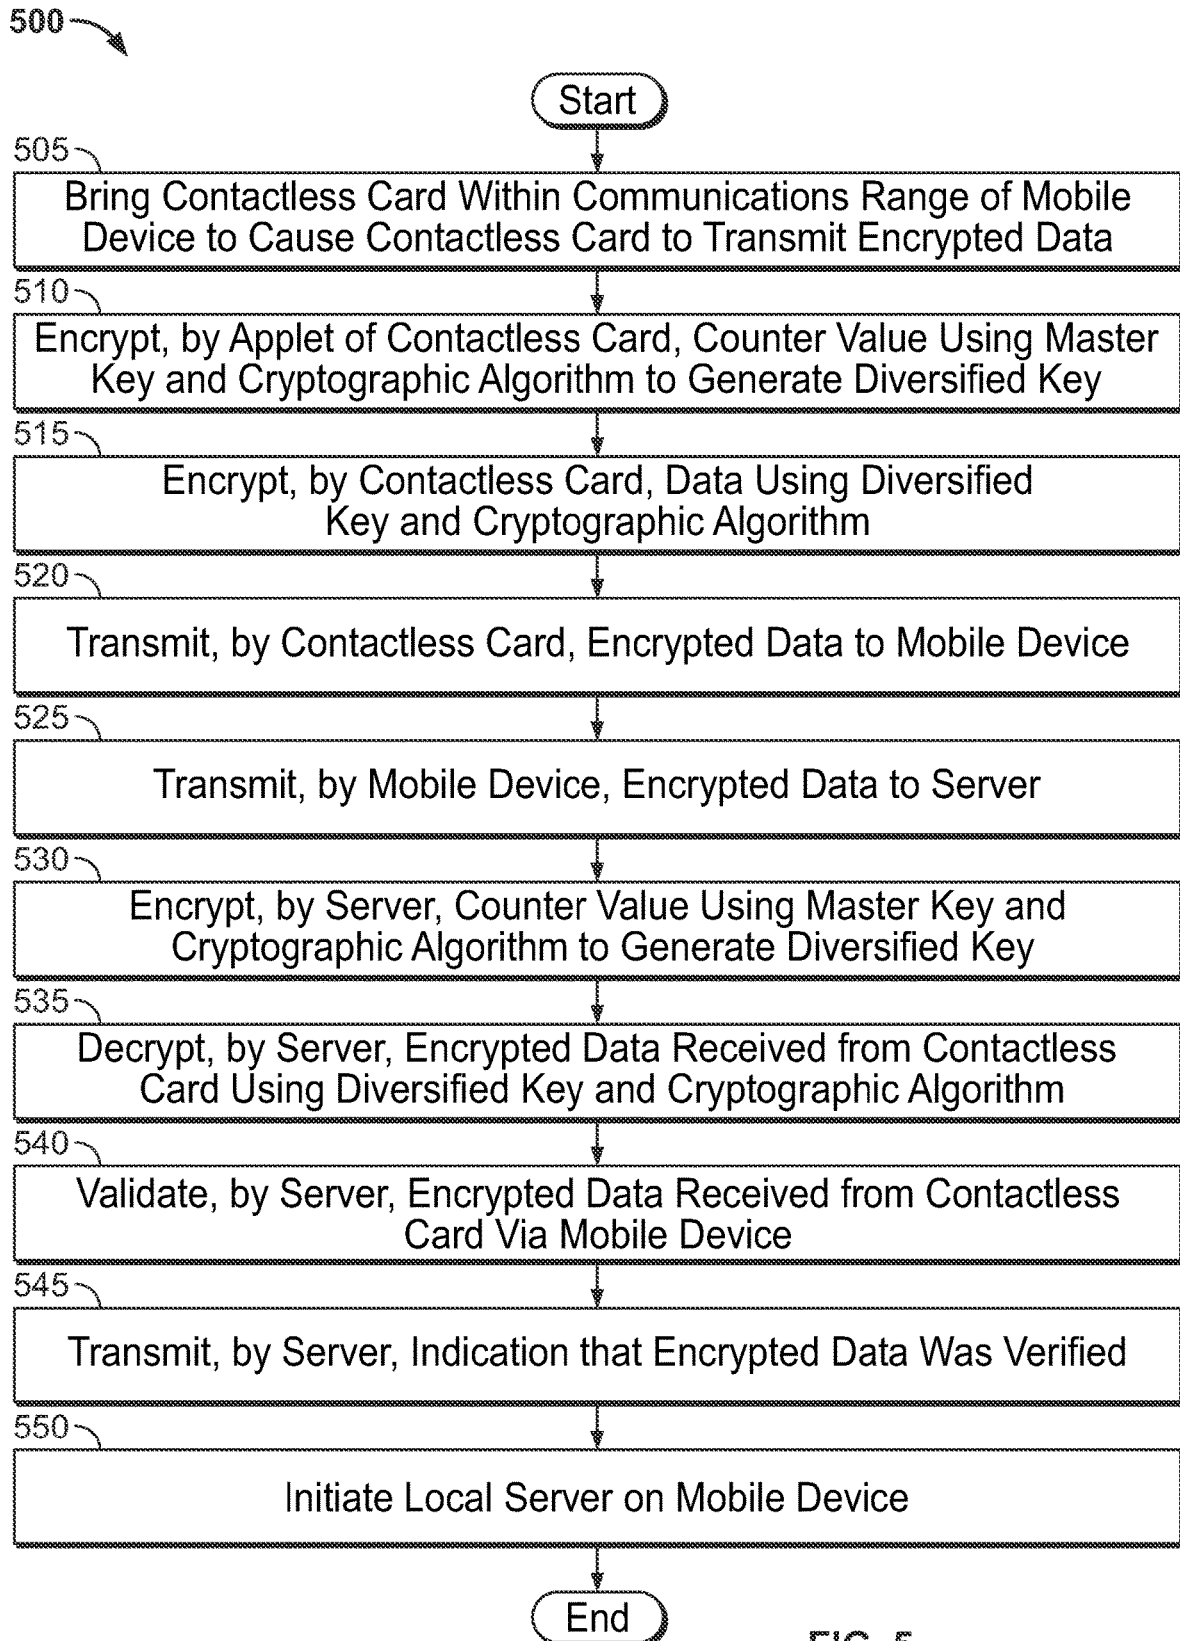 500
Start
505
Bring Contactless Card Within Communications Range of Mobile
Device to Cause Contactless Card to Transmit Encrypted Data
510
Encrypt, by Applet of Contactless Card, Counter Value Using Master
Key and Cryptographic Algorithm to Generate Diversified Key
515
Encrypt, by Contactless Card, Data Using Diversified
Key and Cryptographic Algorithm
520
Transmit, by Contactless Card, Encrypted Data to Mobile Device
525
Transmit, by Mobile Device, Encrypted Data to Server
530
Encrypt, by Server, Counter Value Using Master Key and
Cryptographic Algorithm to Generate Diversified Key
535
Decrypt, by Server, Encrypted Data Received from Contactless
Card Using Diversified Key and Cryptographic Algorithm
540
Validate, by Server, Encrypted Data Received from Contactless
Card Via Mobile Device
545
Transmit, by Server, Indication that Encrypted Data Was Verified
550
Initiate Local Server on Mobile Device
End
FIG. 5